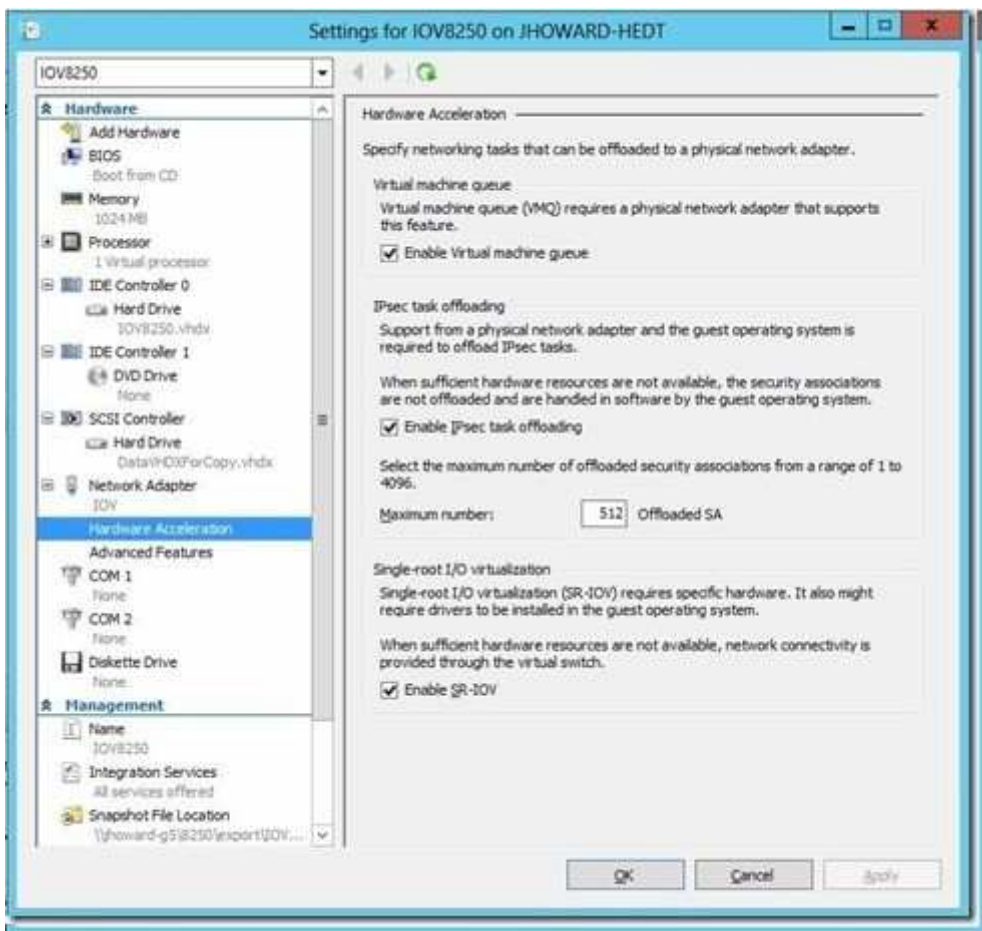 Settings for IOV8250 on JHOWARD-HEDT
IOV8250
Hardware
Add Hardware
BIOS
Boot from CD
Memory
1024 MB
Processor
1 Virtual processor
IDE Controller 0
Hard Drive
IOV8250.vhdx
IDE Controller 1
DVD Drive
None
SCSI Controller
Hard Drive
DataVHDXForCopy.vhdx
Network Adapter
IOV
Hardware Acceleration
Advanced Features
COM 1
None
COM 2
None
Diskette Drive
None
Management
Name
IOV8250
Integration Services
All services offered
Snapshot File Location
\\jhoward-g5\8250\export\IOV...
Hardware Acceleration
Specify networking tasks that can be offloaded to a physical network adapter.
Virtual machine queue
Virtual machine queue (VMQ) requires a physical network adapter that supports
this feature.
Enable Virtual machine queue
IPsec task offloading
Support from a physical network adapter and the guest operating system is
required to offload IPsec tasks.
When sufficient hardware resources are not available, the security associations
are not offloaded and are handled in software by the guest operating system.
Enable IPsec task offloading
Select the maximum number of offloaded security associations from a range of 1 to
4096.
Maximum number: 512 Offloaded SA
Single-root I/O virtualization
Single-root I/O virtualization (SR-IOV) requires specific hardware. It also might
require drivers to be installed in the guest operating system.
When sufficient hardware resources are not available, network connectivity is
provided through the virtual switch.
Enable SR-IOV
OK Cancel Apply